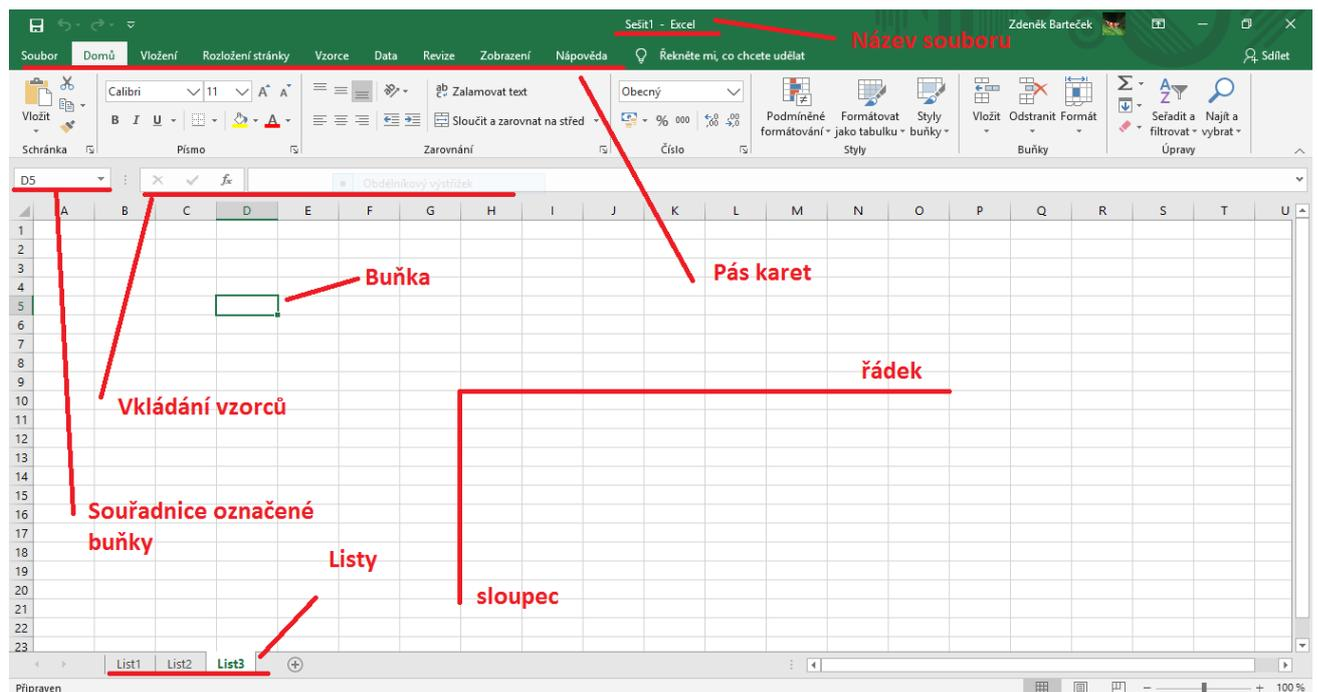 Sešit1 - Excel
Zdeněk Barteček
Název souboru
Soubor Domů Vložení Rozložení stránky Vzorce Data Revize Zobrazení Nápověda Řekněte mi, co chcete udělat Sdílet
Calibri 11 Zalamovat text Obecný
Vložit
B I U A Sloučit a zarovnat na střed % 000
Podmíněné formátování Formátovat jako tabulku Styly buňky Vložit Odstranit Formát Seřadit a filtrovat Najít a vybrat
Schránka Písmo Zarovnání Číslo Styly Buňky Úpravy
D5 fx Obdélníkový výstřižek
A B C D E F G H I J K L M N O P Q R S T U
1
2
3
Buňka Pás karet
4
5
6
7
8
řádek
9
10
Vkládání vzorců
11
12
13
14
15
Souřadnice označené
16
17
buňky
18
Listy
19
20
sloupec
21
22
23
List1 List2 List3
Připraven 100 %